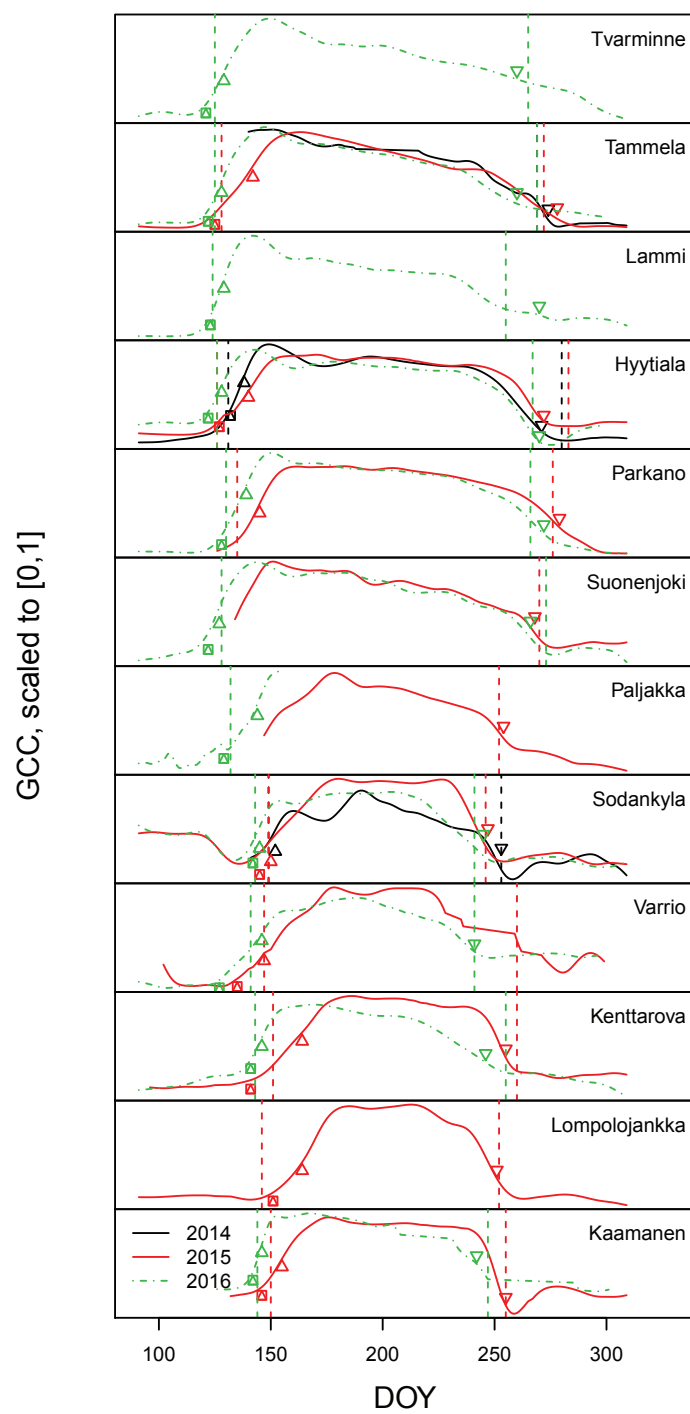 Tvarminne
Tammela
Lammi
Hyytiala
Parkano
Suonenjoki
Paljakka
Sodankyla
Varrio
Kenttarova
Lompolojankka
Kaamanen
2014
2015
2016
GCC, scaled to [0,1]
100 150 200 250 300
DOY